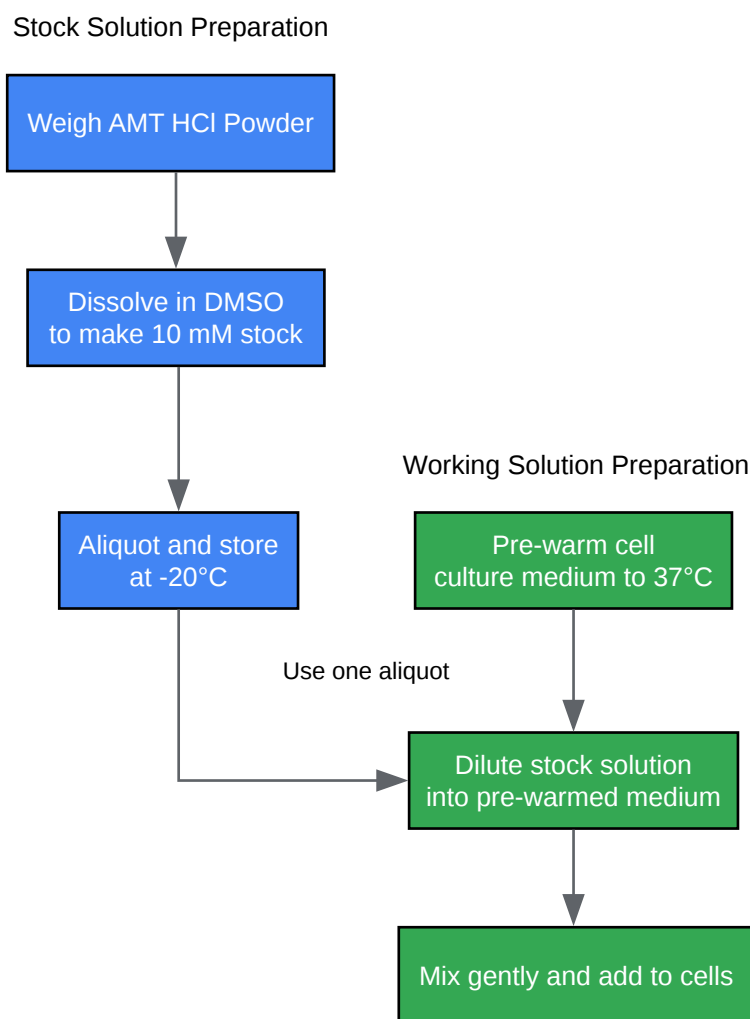 Stock Solution Preparation
Weigh AMT HCl Powder
Dissolve in DMSO
to make 10 mM stock
Aliquot and store
at -20°C
Use one aliquot
Working Solution Preparation
Pre-warm cell
culture medium to 37°C
Dilute stock solution
into pre-warmed medium
Mix gently and add to cells